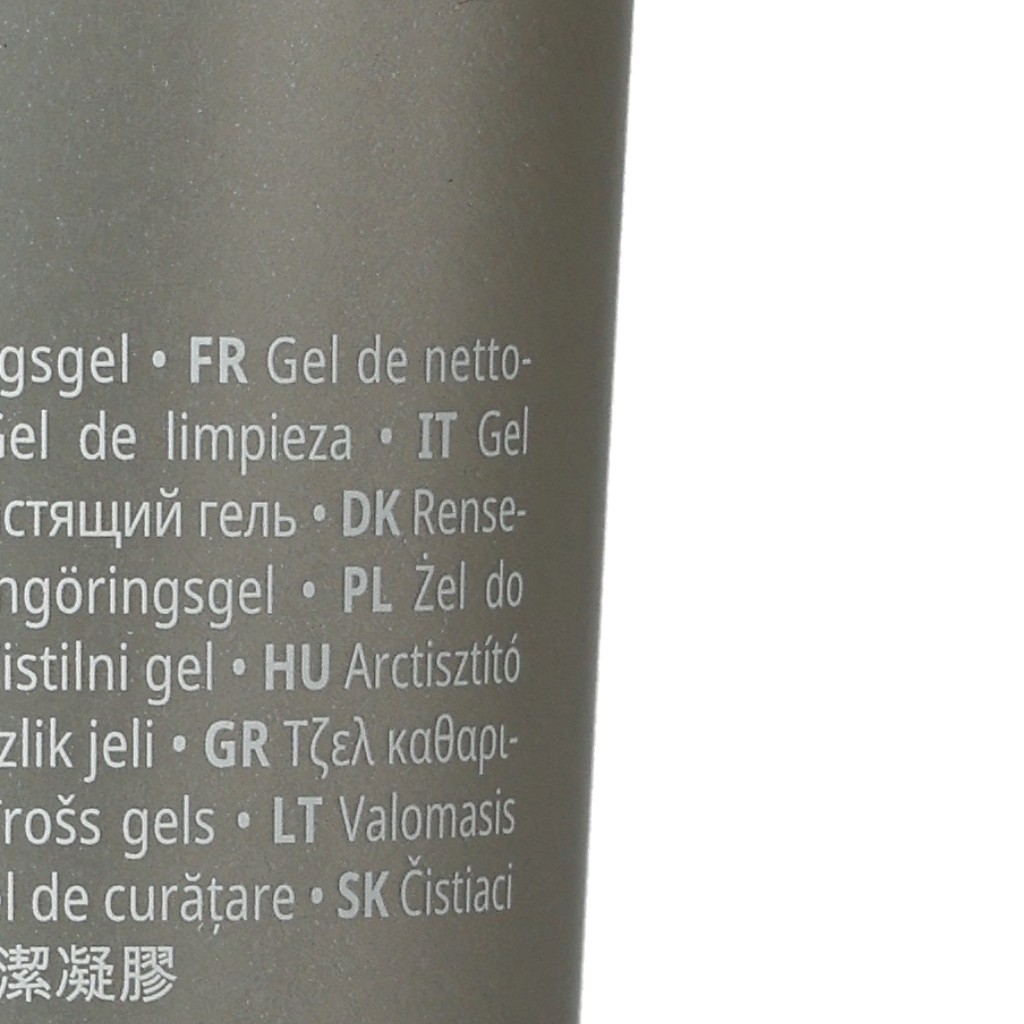 gsgel • FR Gel de netto-
Gel de limpieza • IT Gel
стящий гель • DK Rense-
ngöringsgel • PL Żel do
istilni gel • HU Arctisztító
zlik jeli • GR Τζελ καθαρι-
rošs gels • LT Valomasis
el de curățare • SK Čistiaci
潔凝膠